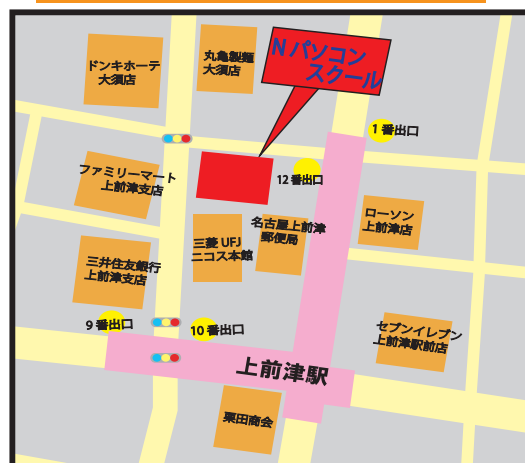 ドンキホーテ
大須店
丸亀製麺
大須店
Nパソコン
スクール
1番出口
ファミリーマート
上前津支店
12番出口
三菱UFJ
ニコス本館
名古屋上前津
郵便局
ローソン
上前津店
三井住友銀行
上前津支店
9番出口
10番出口
セブンイレブン
上前津駅前店
上前津駅
栗田商会